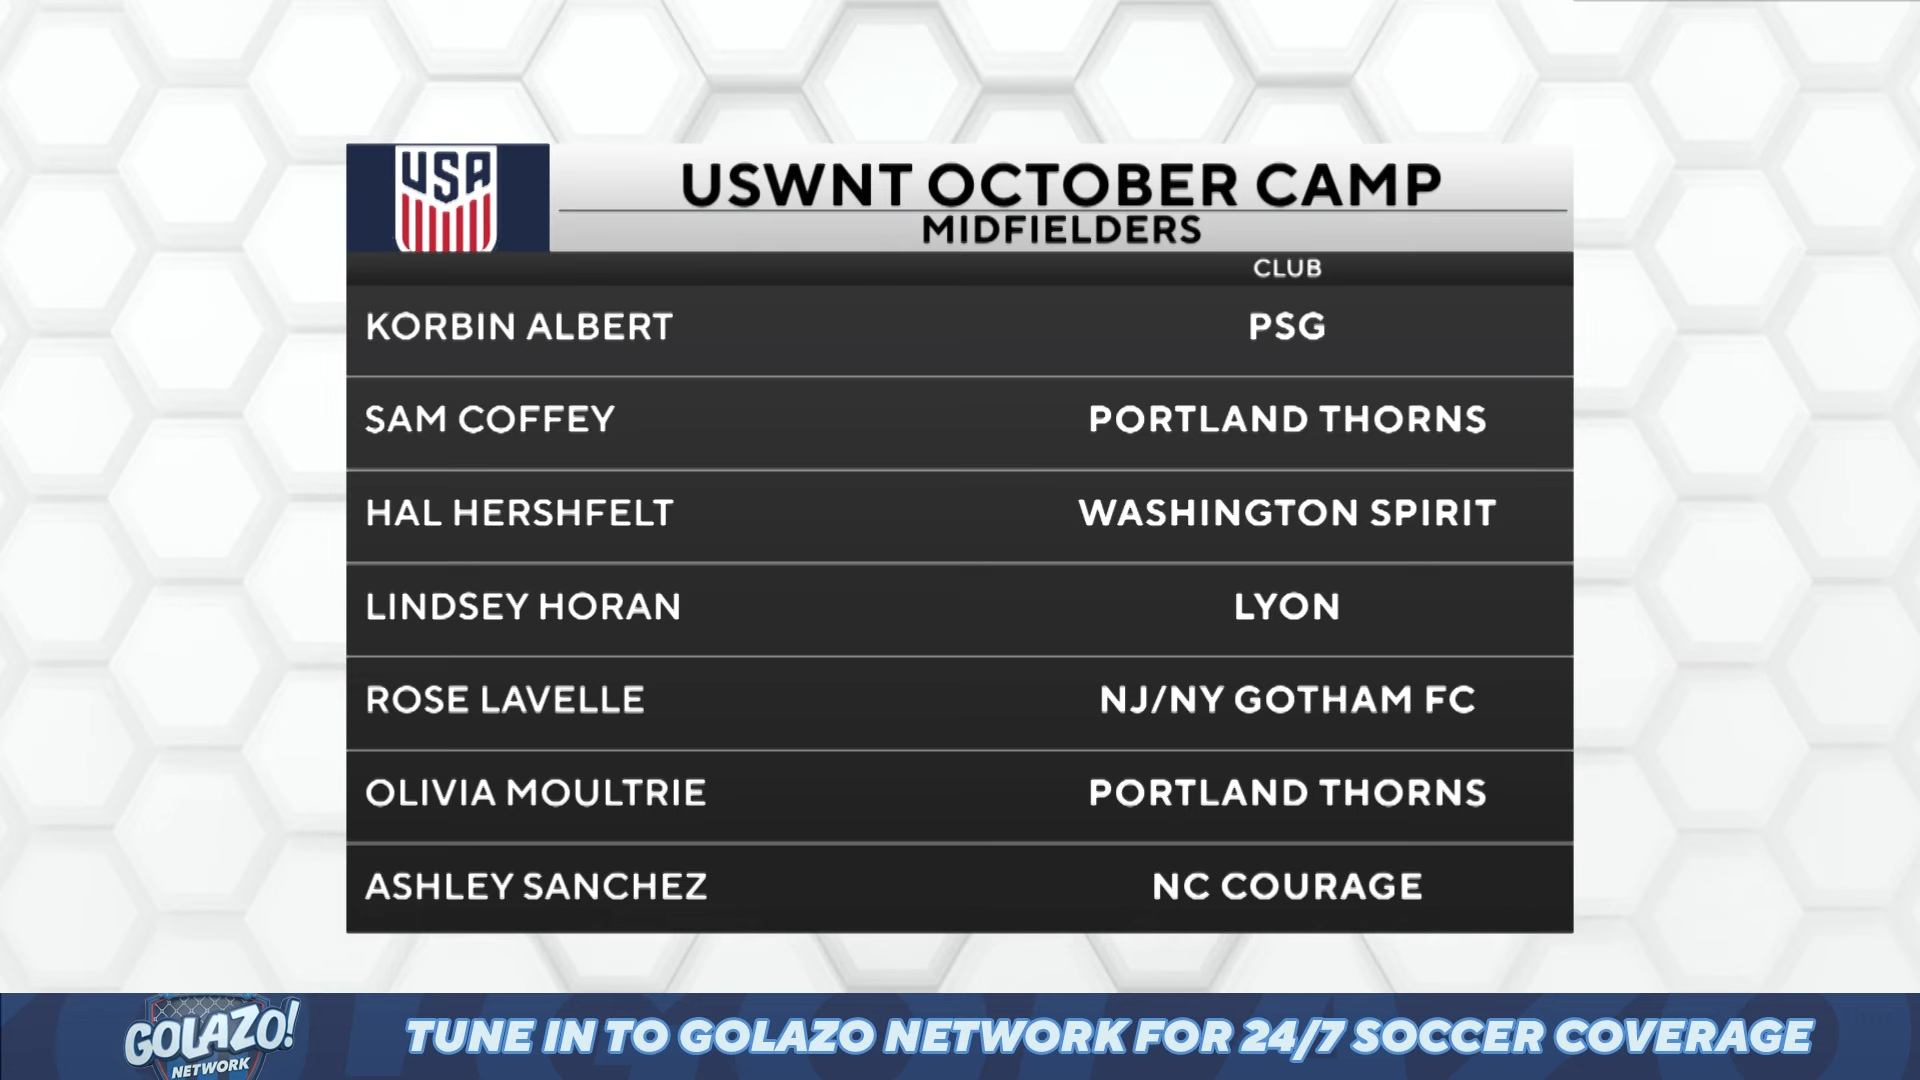 USA
USWNT OCTOBER CAMP
MIDFIELDERS
CLUB
KORBIN ALBERT PSG
SAM COFFEY PORTLAND THORNS
HAL HERSHFELT WASHINGTON SPIRIT
LINDSEY HORAN LYON
ROSE LAVELLE NJ/NY GOTHAM FC
OLIVIA MOULTRIE PORTLAND THORNS
ASHLEY SANCHEZ NC COURAGE
GOLAZO!
NETWORK
TUNE IN TO GOLAZO NETWORK FOR 24/7 SOCCER COVERAGE